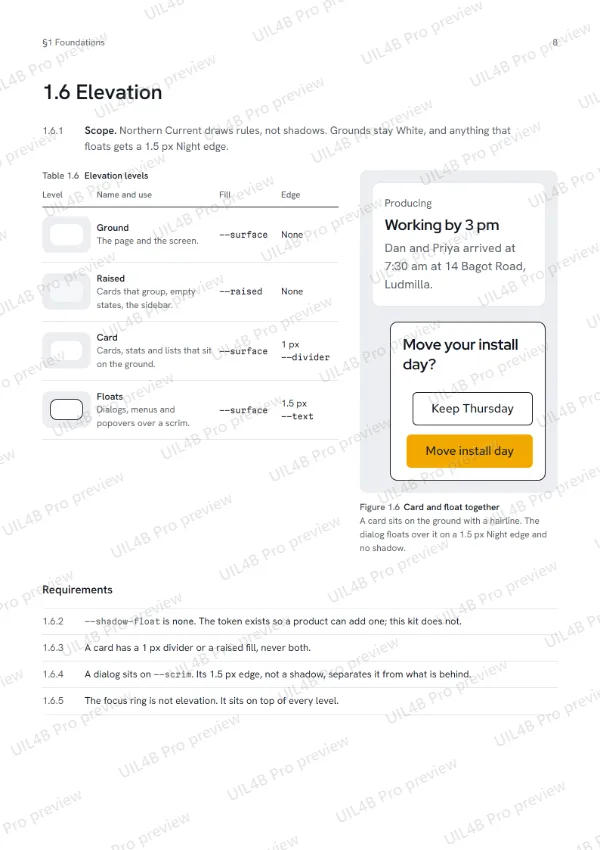 §1 Foundations
8
1.6 Elevation
1.6.1 Scope. Northern Current draws rules, not shadows. Grounds stay White, and anything that
floats gets a 1.5 px Night edge.
Table 1.6 Elevation levels
Level Name and use Fill Edge
Ground
The page and the screen.
--surface None
Raised
Cards that group, empty
states, the sidebar.
--raised None
Card
Cards, stats and lists that sit
on the ground.
--surface
1 px
--divider
Floats
Dialogs, menus and
popovers over a scrim.
--surface
1.5 px
--text
Producing
Working by 3 pm
Dan and Priya arrived at
7:30 am at 14 Bagot Road,
Ludmilla.
Move your install
day?
Keep Thursday
Move install day
Figure 1.6 Card and float together
A card sits on the ground with a hairline. The
dialog floats over it on a 1.5 px Night edge and
no shadow.
Requirements
1.6.2 --shadow-float is none. The token exists so a product can add one; this kit does not.
1.6.3 A card has a 1 px divider or a raised fill, never both.
1.6.4 A dialog sits on --scrim. Its 1.5 px edge, not a shadow, separates it from what is behind.
1.6.5 The focus ring is not elevation. It sits on top of every level.
UIL4B Pro preview